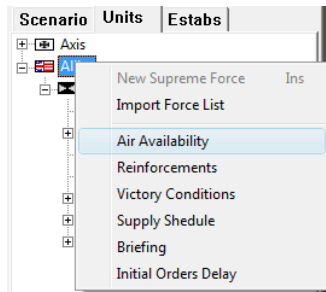 Scenario Units Estabs
Axis
New Supreme Force Ins
Import Force List
Air Availability
Reinforcements
Victory Conditions
Supply Shedule
Briefing
Initial Orders Delay